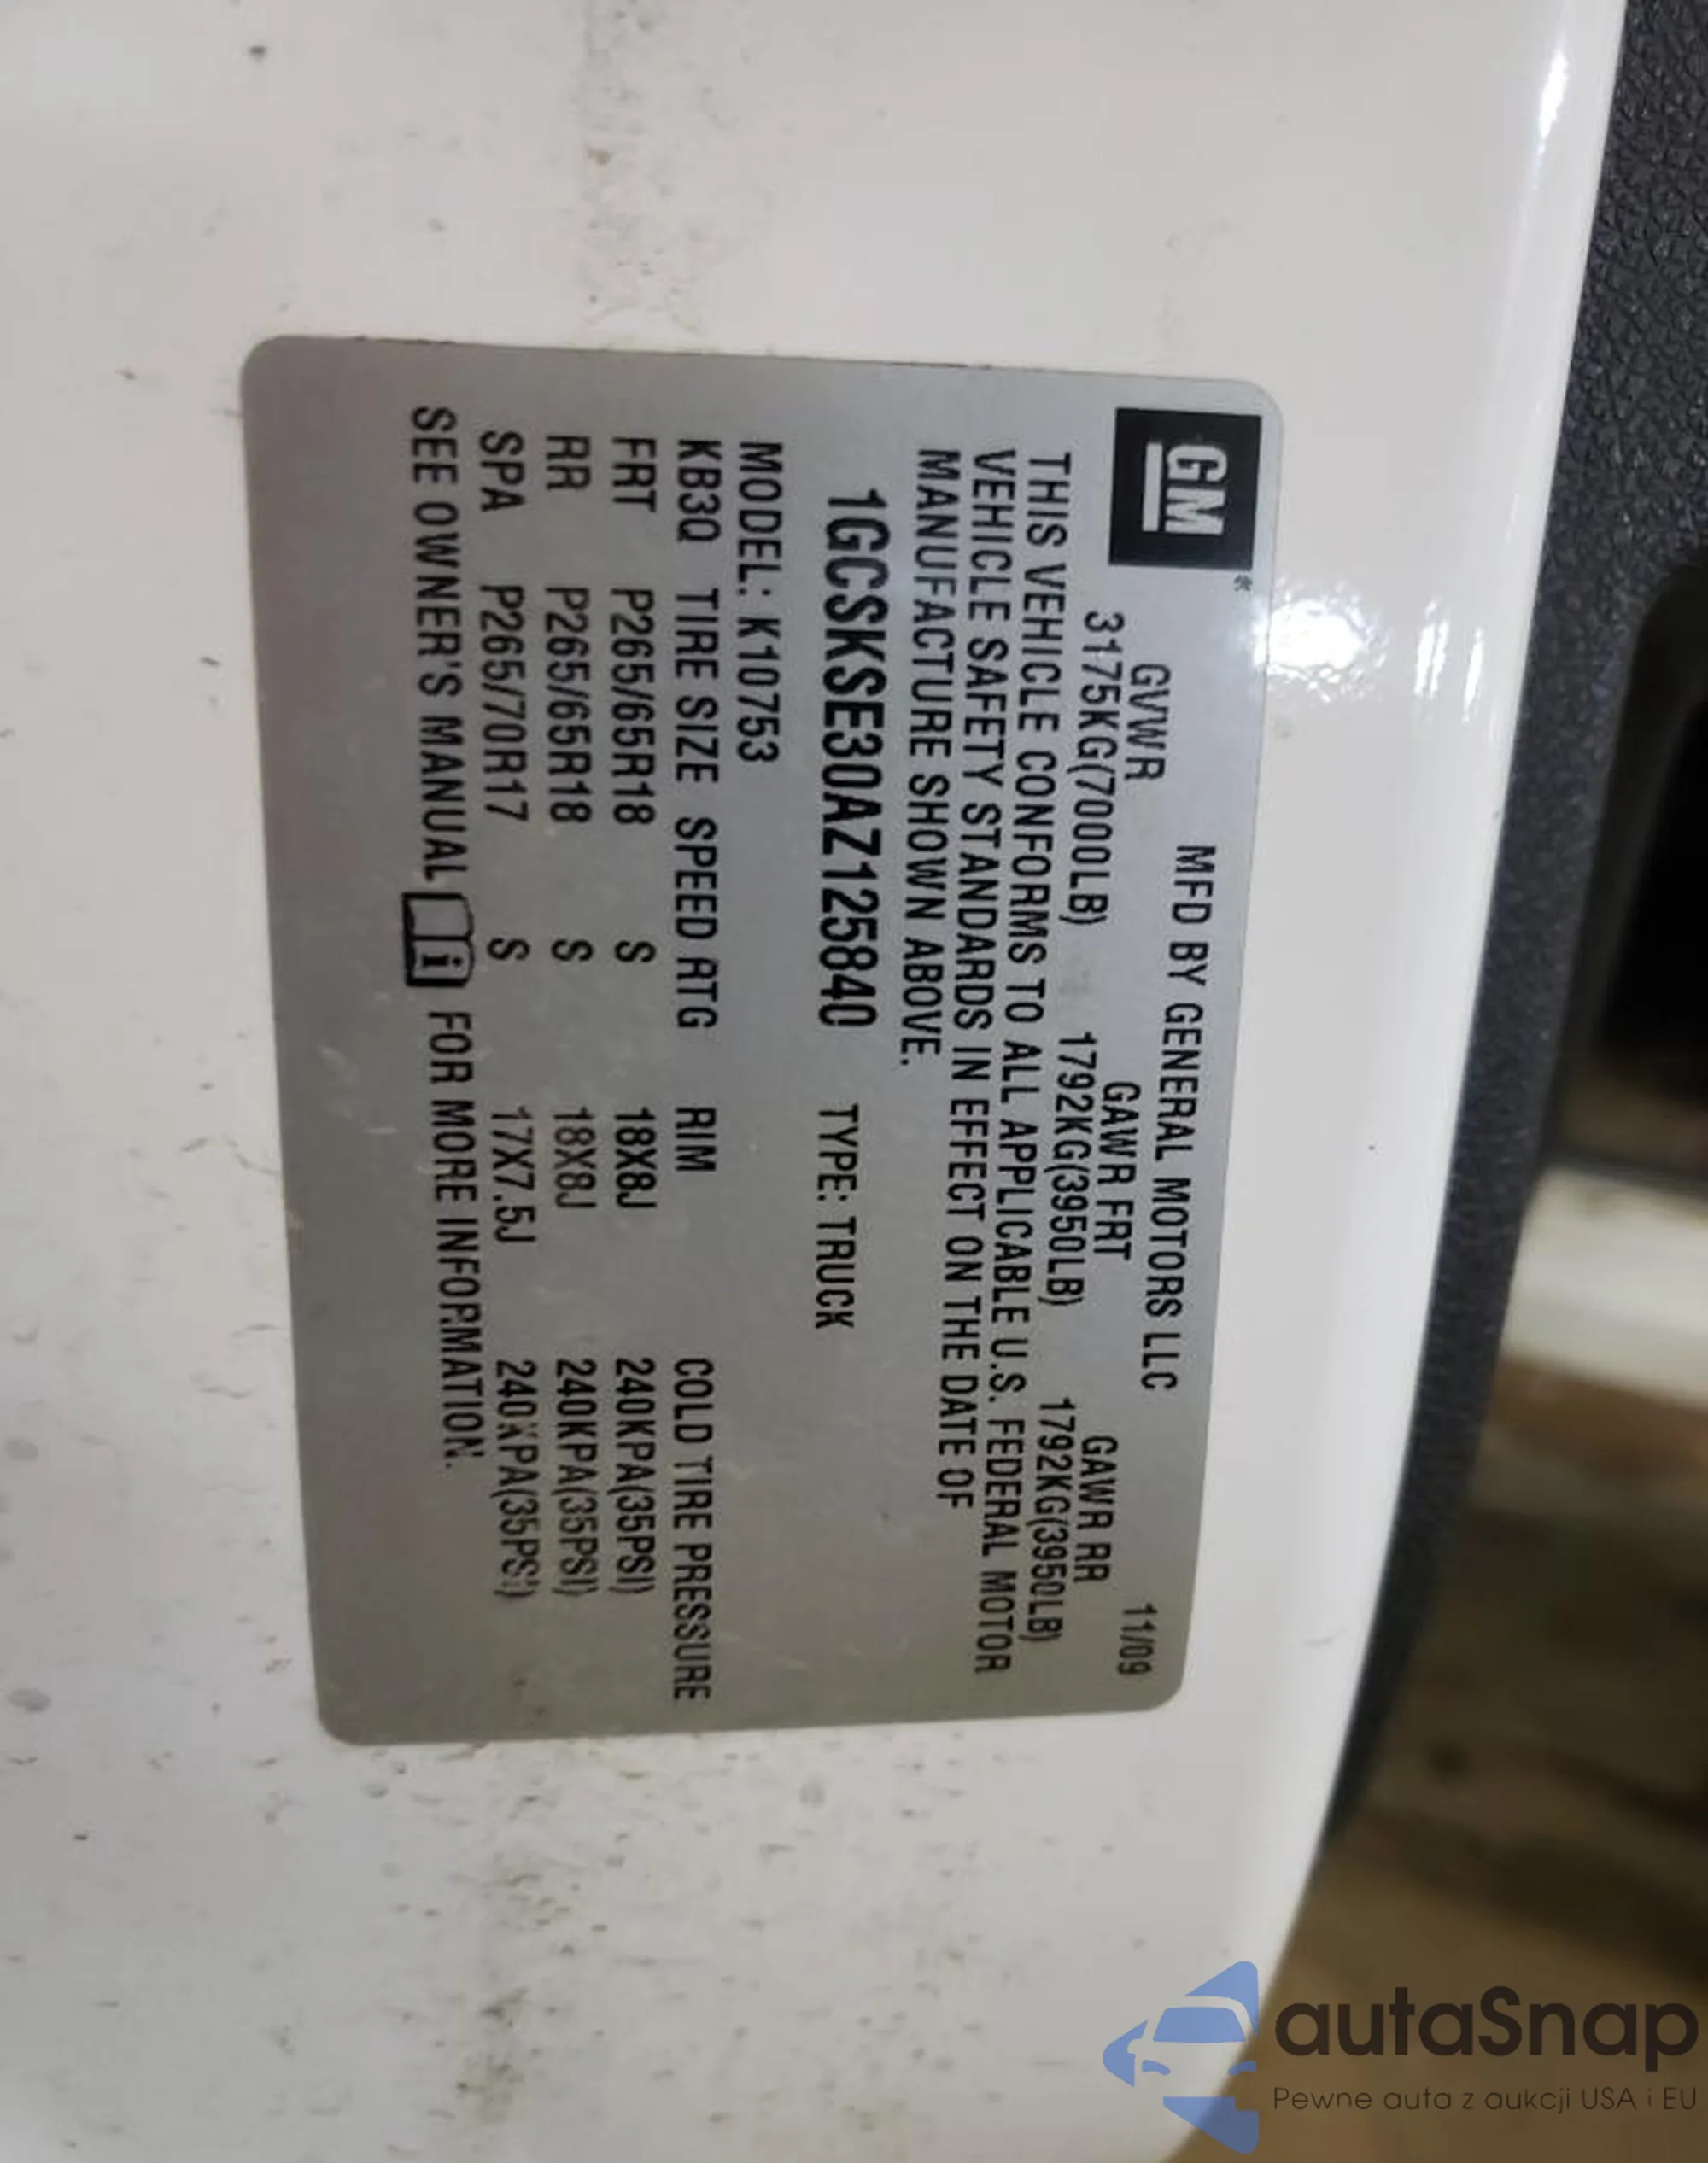 GM
MFD BY GENERAL MOTORS LLC 11/09
GVWR GAWR FRT GAWR RR
3175KG(7000LB) 1792KG(3950LB) 1792KG(3950LB)
THIS VEHICLE CONFORMS TO ALL APPLICABLE U.S. FEDERAL MOTOR
VEHICLE SAFETY STANDARDS IN EFFECT ON THE DATE OF
MANUFACTURE SHOWN ABOVE.
1GCSKSE30AZ125840 TYPE: TRUCK
MODEL: K10753
KB3Q TIRE SIZE SPEED RTG RIM COLD TIRE PRESSURE
FRT P265/65R18 S 18X8J 240KPA(35PSI)
RR P265/65R18 S 18X8J 240KPA(35PSI)
SPA P265/70R17 S 17X7.5J 240KPA(35PSI)
SEE OWNER'S MANUAL i FOR MORE INFORMATION.
autaSnap
Pewne auta z aukcji USA i EU